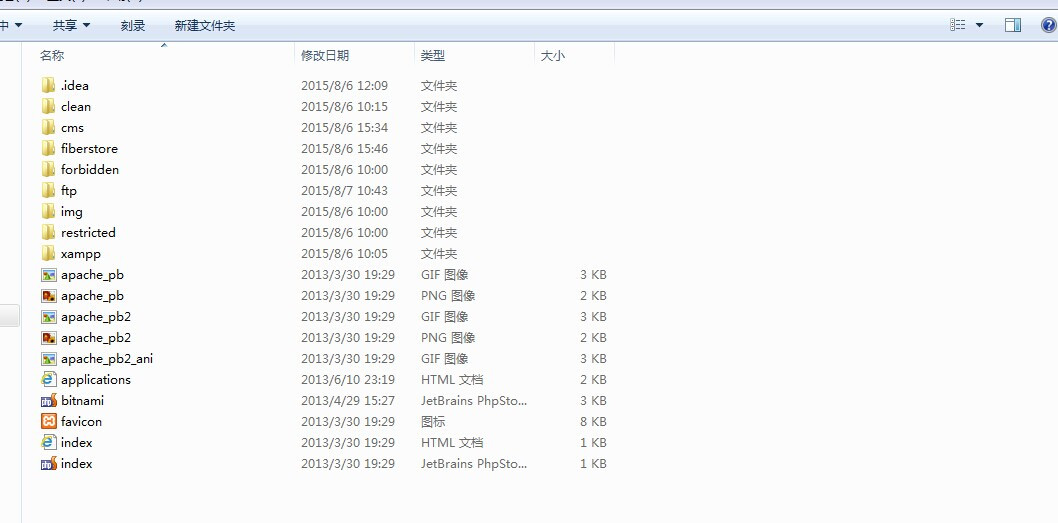 中 共享 刻录 新建文件夹
名称 修改日期 类型 大小
.idea 2015/8/6 12:09 文件夹
clean 2015/8/6 10:15 文件夹
cms 2015/8/6 15:34 文件夹
fiberstore 2015/8/6 15:46 文件夹
forbidden 2015/8/6 10:00 文件夹
ftp 2015/8/7 10:43 文件夹
img 2015/8/6 10:00 文件夹
restricted 2015/8/6 10:00 文件夹
xampp 2015/8/6 10:05 文件夹
apache_pb 2013/3/30 19:29 GIF 图像 3 KB
apache_pb 2013/3/30 19:29 PNG 图像 2 KB
apache_pb2 2013/3/30 19:29 GIF 图像 3 KB
apache_pb2 2013/3/30 19:29 PNG 图像 2 KB
apache_pb2_ani 2013/3/30 19:29 GIF 图像 3 KB
applications 2013/6/10 23:19 HTML 文档 2 KB
bitnami 2013/4/29 15:27 JetBrains PhpSto... 3 KB
favicon 2013/3/30 19:29 图标 8 KB
index 2013/3/30 19:29 HTML 文档 1 KB
index 2013/3/30 19:29 JetBrains PhpSto... 1 KB